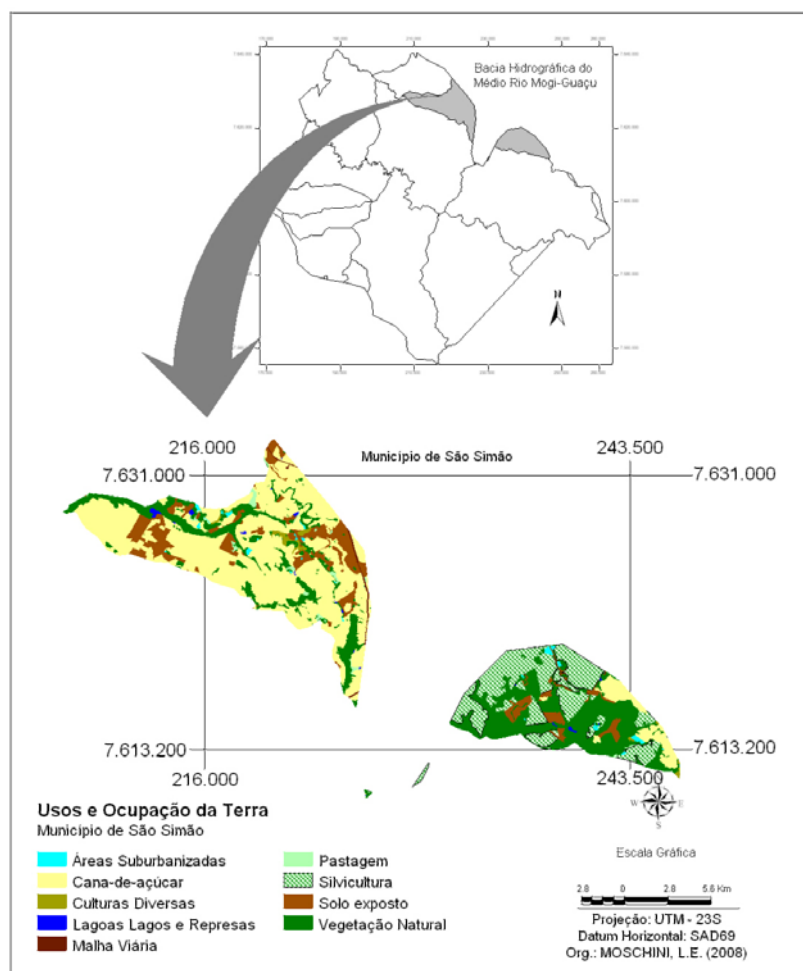 Bacia Hidrográfica do
Médio Rio Mogi-Guaçu
N
216.000
Município de São Simão
243.500
7.631.000
7.631.000
7.613.200
7.613.200
216.000
243.500
W
E
S
Usos e Ocupação da Terra
Município de São Simão
Áreas Suburbanizadas
Pastagem
Cana-de-açúcar
Silvicultura
Culturas Diversas
Solo exposto
Lagoas Lagos e Represas
Vegetação Natural
Malha Viária
Escala Gráfica
2.8 0 2.8 5.6 Km
Projeção: UTM - 23S
Datum Horizontal: SAD69
Org.: MOSCHINI, L.E. (2008)